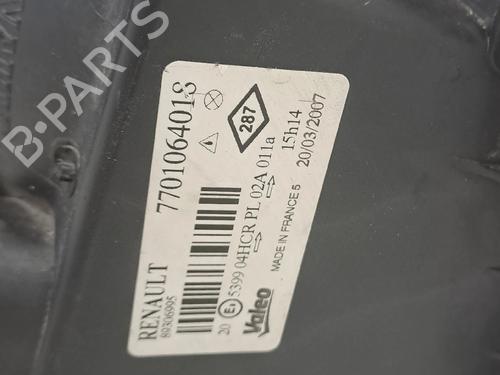 RENAULT 7701064018
89306995
287
20 E1 5399 04HCR PL 02A 011a 15h14
Valeo MADE IN FRANCE 5 20/03/2007
B-PARTS